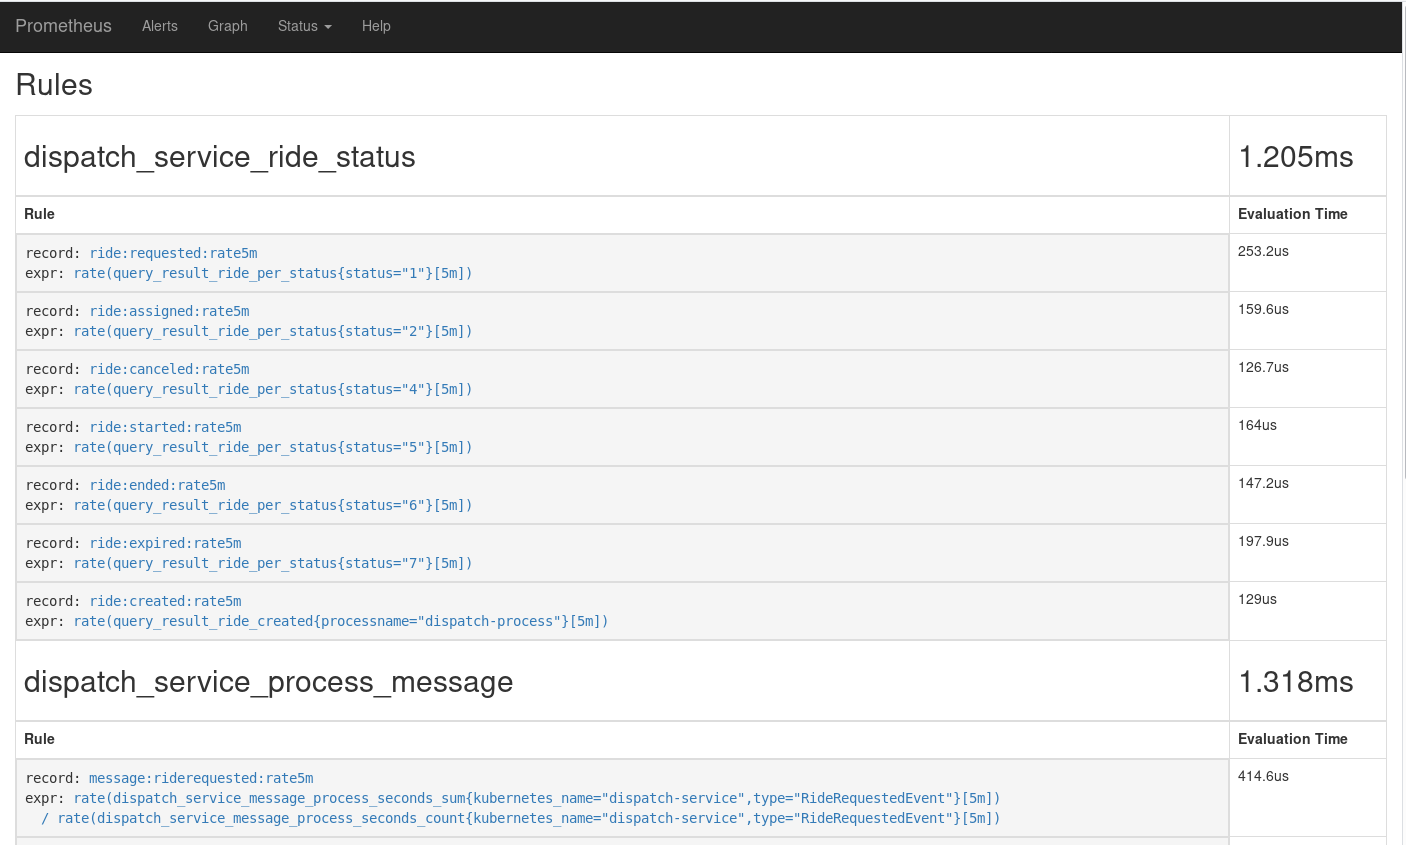 Prometheus Alerts Graph Status Help
Rules
dispatch_service_ride_status 1.205ms
Rule Evaluation Time
record: ride:requested:rate5m 253.2us
expr: rate(query_result_ride_per_status{status="1"}[5m])
record: ride:assigned:rate5m 159.6us
expr: rate(query_result_ride_per_status{status="2"}[5m])
record: ride:canceled:rate5m 126.7us
expr: rate(query_result_ride_per_status{status="4"}[5m])
record: ride:started:rate5m 164us
expr: rate(query_result_ride_per_status{status="5"}[5m])
record: ride:ended:rate5m 147.2us
expr: rate(query_result_ride_per_status{status="6"}[5m])
record: ride:expired:rate5m 197.9us
expr: rate(query_result_ride_per_status{status="7"}[5m])
record: ride:created:rate5m 129us
expr: rate(query_result_ride_created{processname="dispatch-process"}[5m])
dispatch_service_process_message 1.318ms
Rule Evaluation Time
record: message:riderequested:rate5m 414.6us
expr: rate(dispatch_service_message_process_seconds_sum{kubernetes_name="dispatch-service",type="RideRequestedEvent"}[5m])
/ rate(dispatch_service_message_process_seconds_count{kubernetes_name="dispatch-service",type="RideRequestedEvent"}[5m])